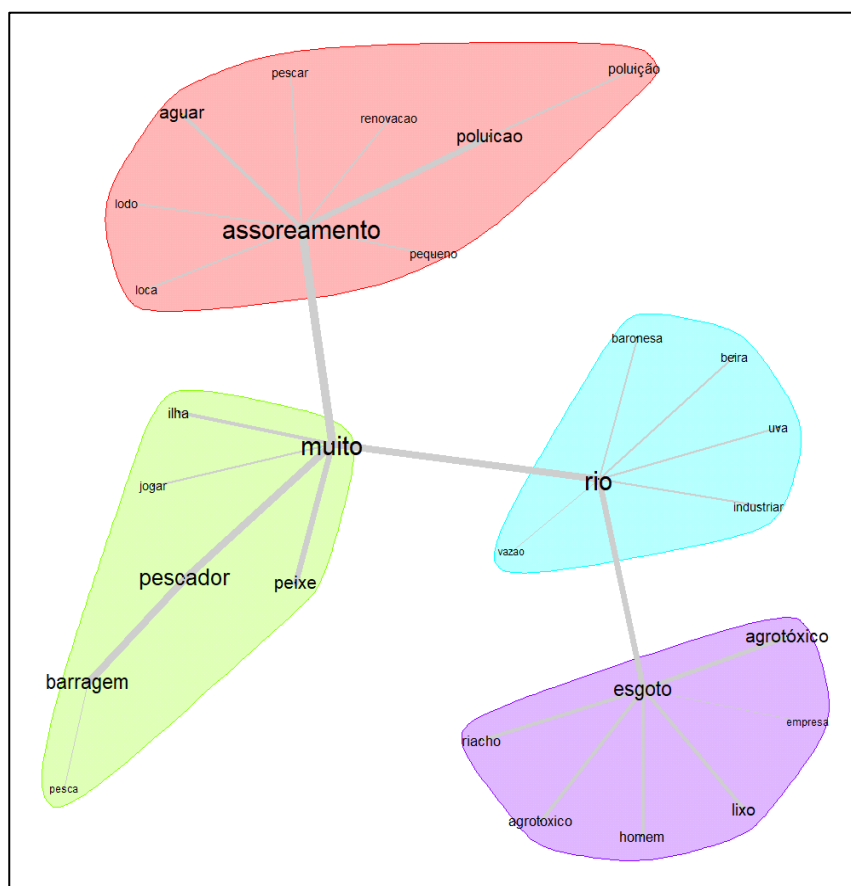 poluição
pescar
aguar
renovacao
poluicao
lodo
assoreamento
pequeno
loca
baronesa
beira
ilha
uva
muito
rio
jogar
industriar
vazao
pescador
peixe
agrotóxico
barragem
esgoto
empresa
riacho
pesca
lixo
agrotoxico
homem